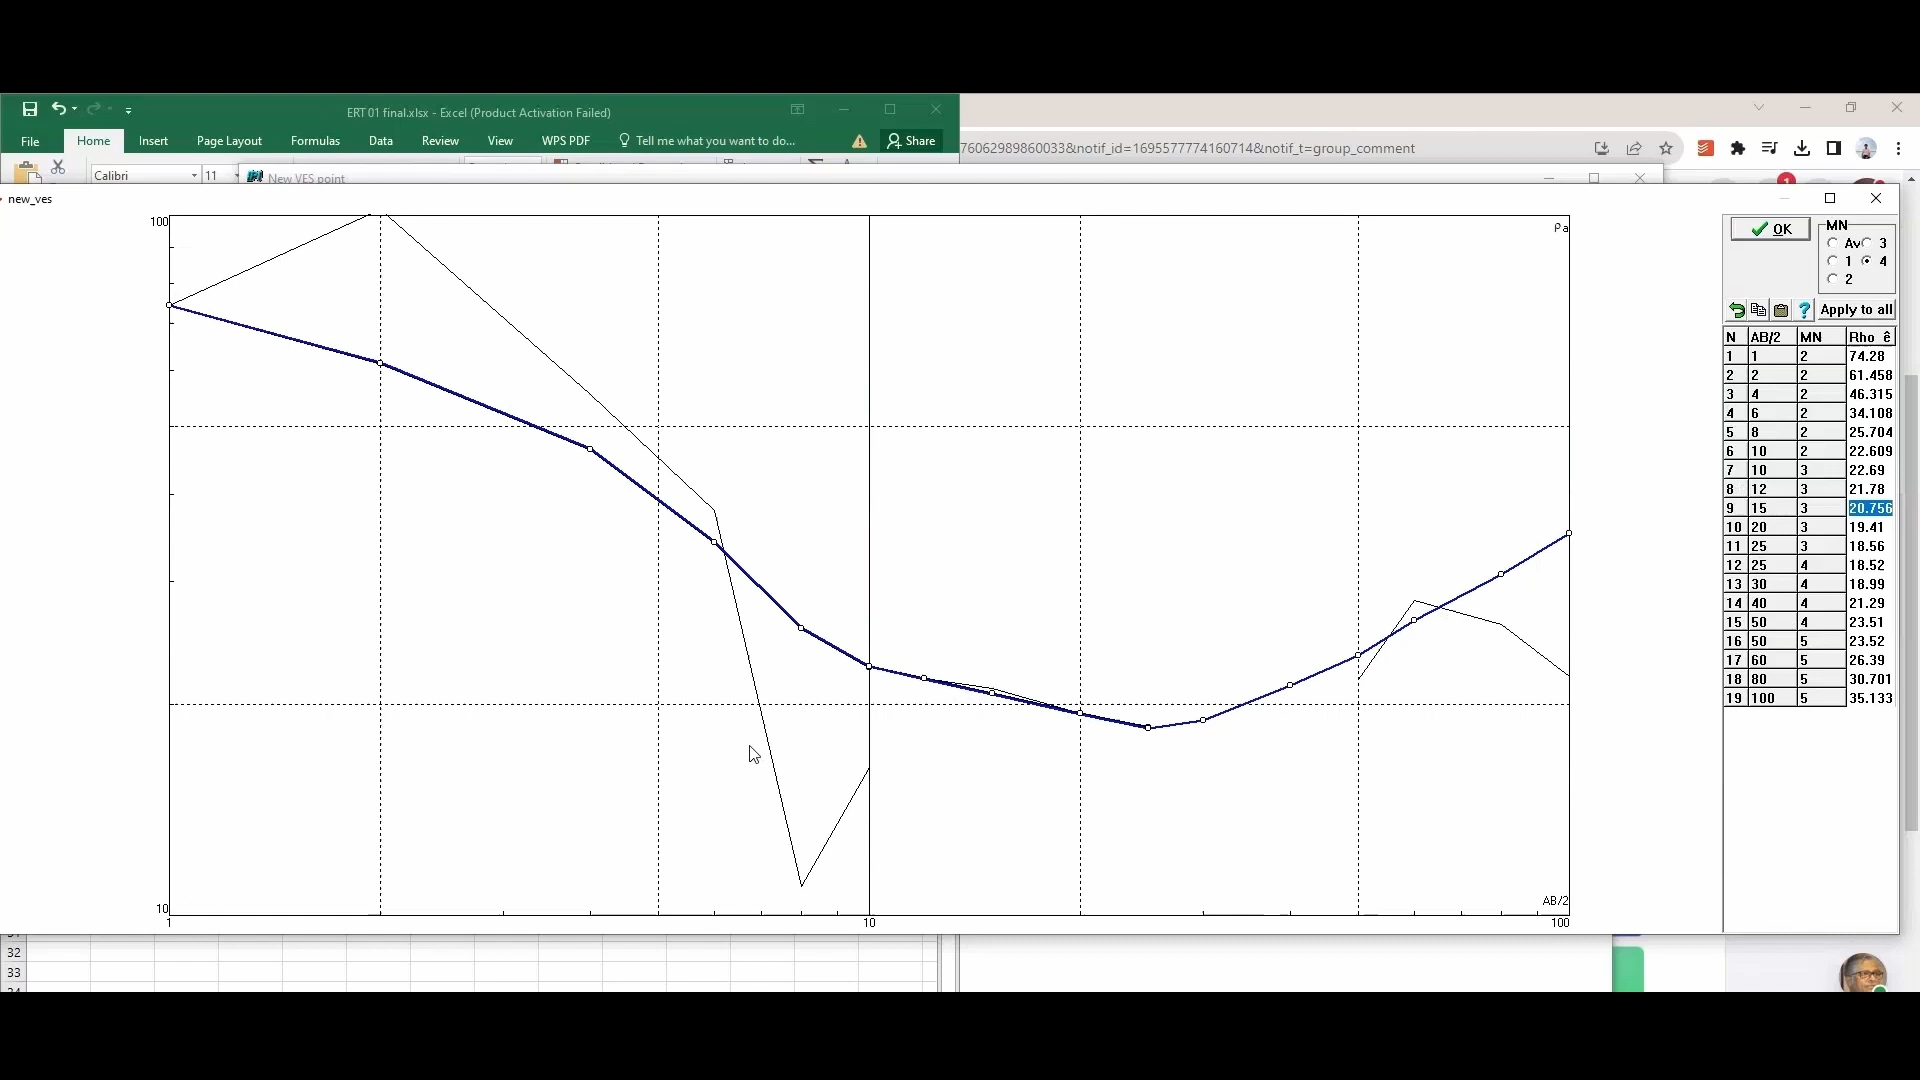 ERT 01 final.xlsx - Excel (Product Activation Failed)
File Home Insert Page Layout Formulas Data Review View WPS PDF Tell me what you want to do... Share
76062989860033&notif_id=1695577774160714&notif_t=group_comment
Calibri 11
New VES point
1
new_ves
100
Pa
OK
MN
Av 3
1 4
2
Apply to all
N AB/2 MN Rho ê
1 1 2 74.28
2 2 2 61.458
3 4 2 46.315
4 6 2 34.108
5 8 2 25.704
6 10 2 22.609
7 10 3 22.69
8 12 3 21.78
9 15 3 20.756
10 20 3 19.41
11 25 3 18.56
12 25 4 18.52
13 30 4 18.99
14 40 4 21.29
15 50 4 23.51
16 50 5 23.52
17 60 5 26.39
18 80 5 30.701
19 100 5 35.133
10
AB/2
1 10 100
32
33